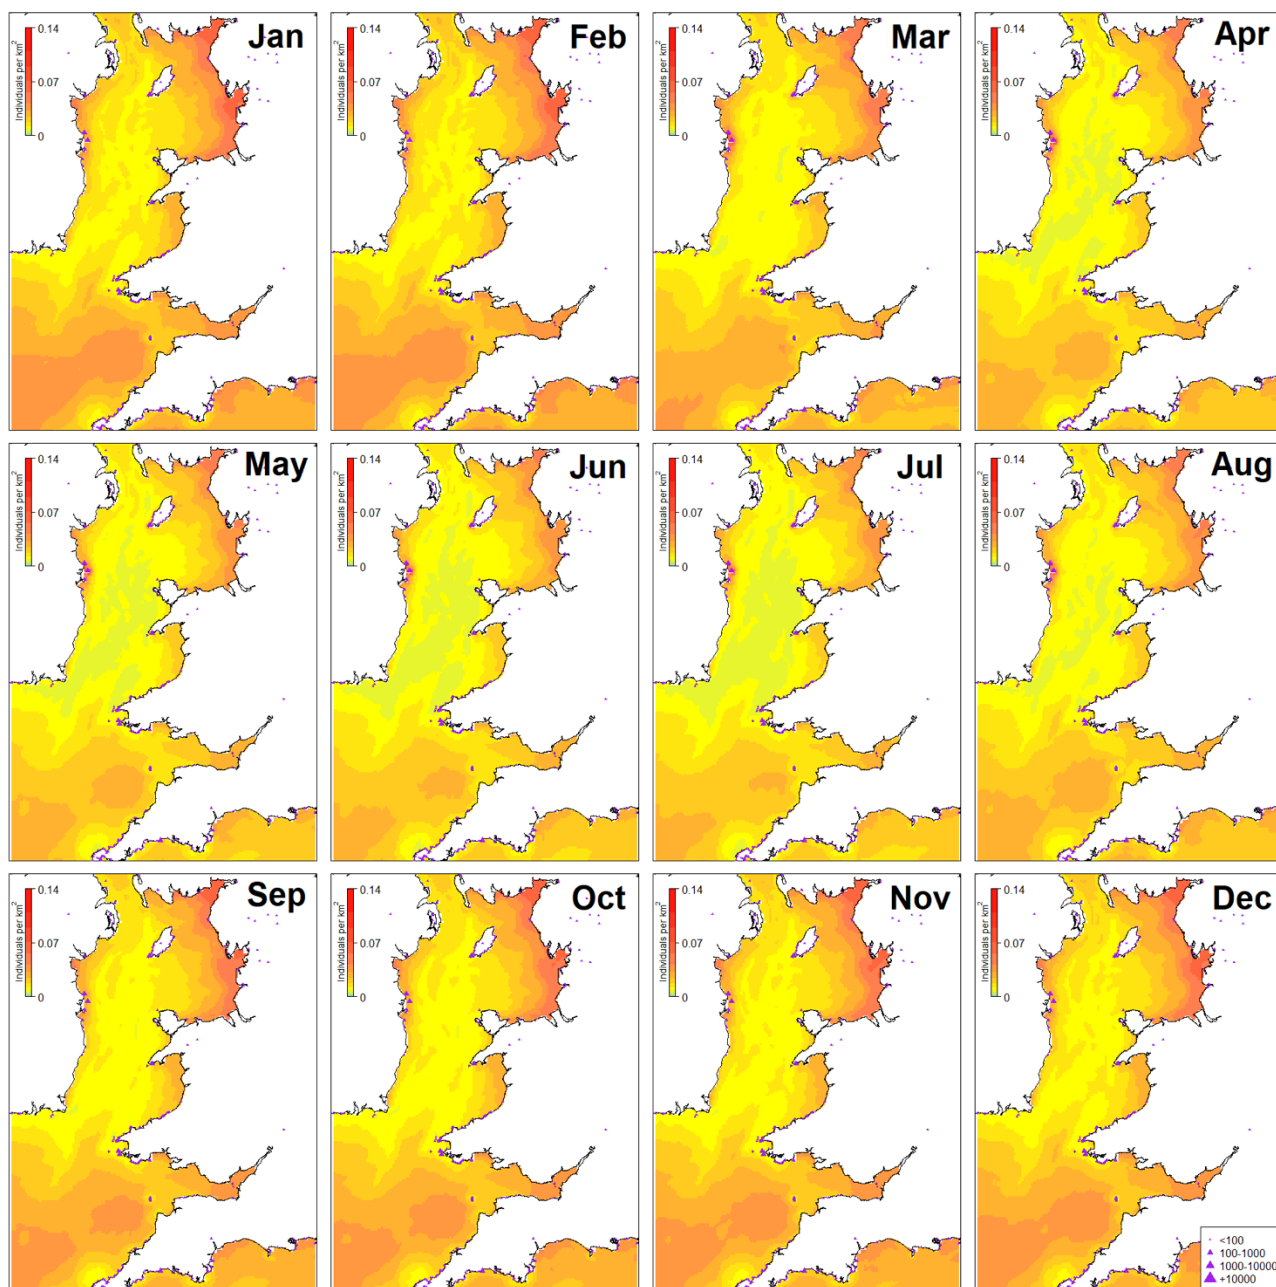 Jan
0.14
0.07
0
Individuals per km²
Feb
0.14
0.07
0
Individuals per km²
Mar
0.14
0.07
0
Individuals per km²
Apr
0.14
0.07
0
Individuals per km²
May
0.14
0.07
0
Individuals per km²
Jun
0.14
0.07
0
Individuals per km²
Jul
0.14
0.07
0
Individuals per km²
Aug
0.14
0.07
0
Individuals per km²
Sep
0.14
0.07
0
Individuals per km²
Oct
0.14
0.07
0
Individuals per km²
Nov
0.14
0.07
0
Individuals per km²
Dec
0.14
0.07
0
Individuals per km²
<100
100-1000
1000-10000
+10000